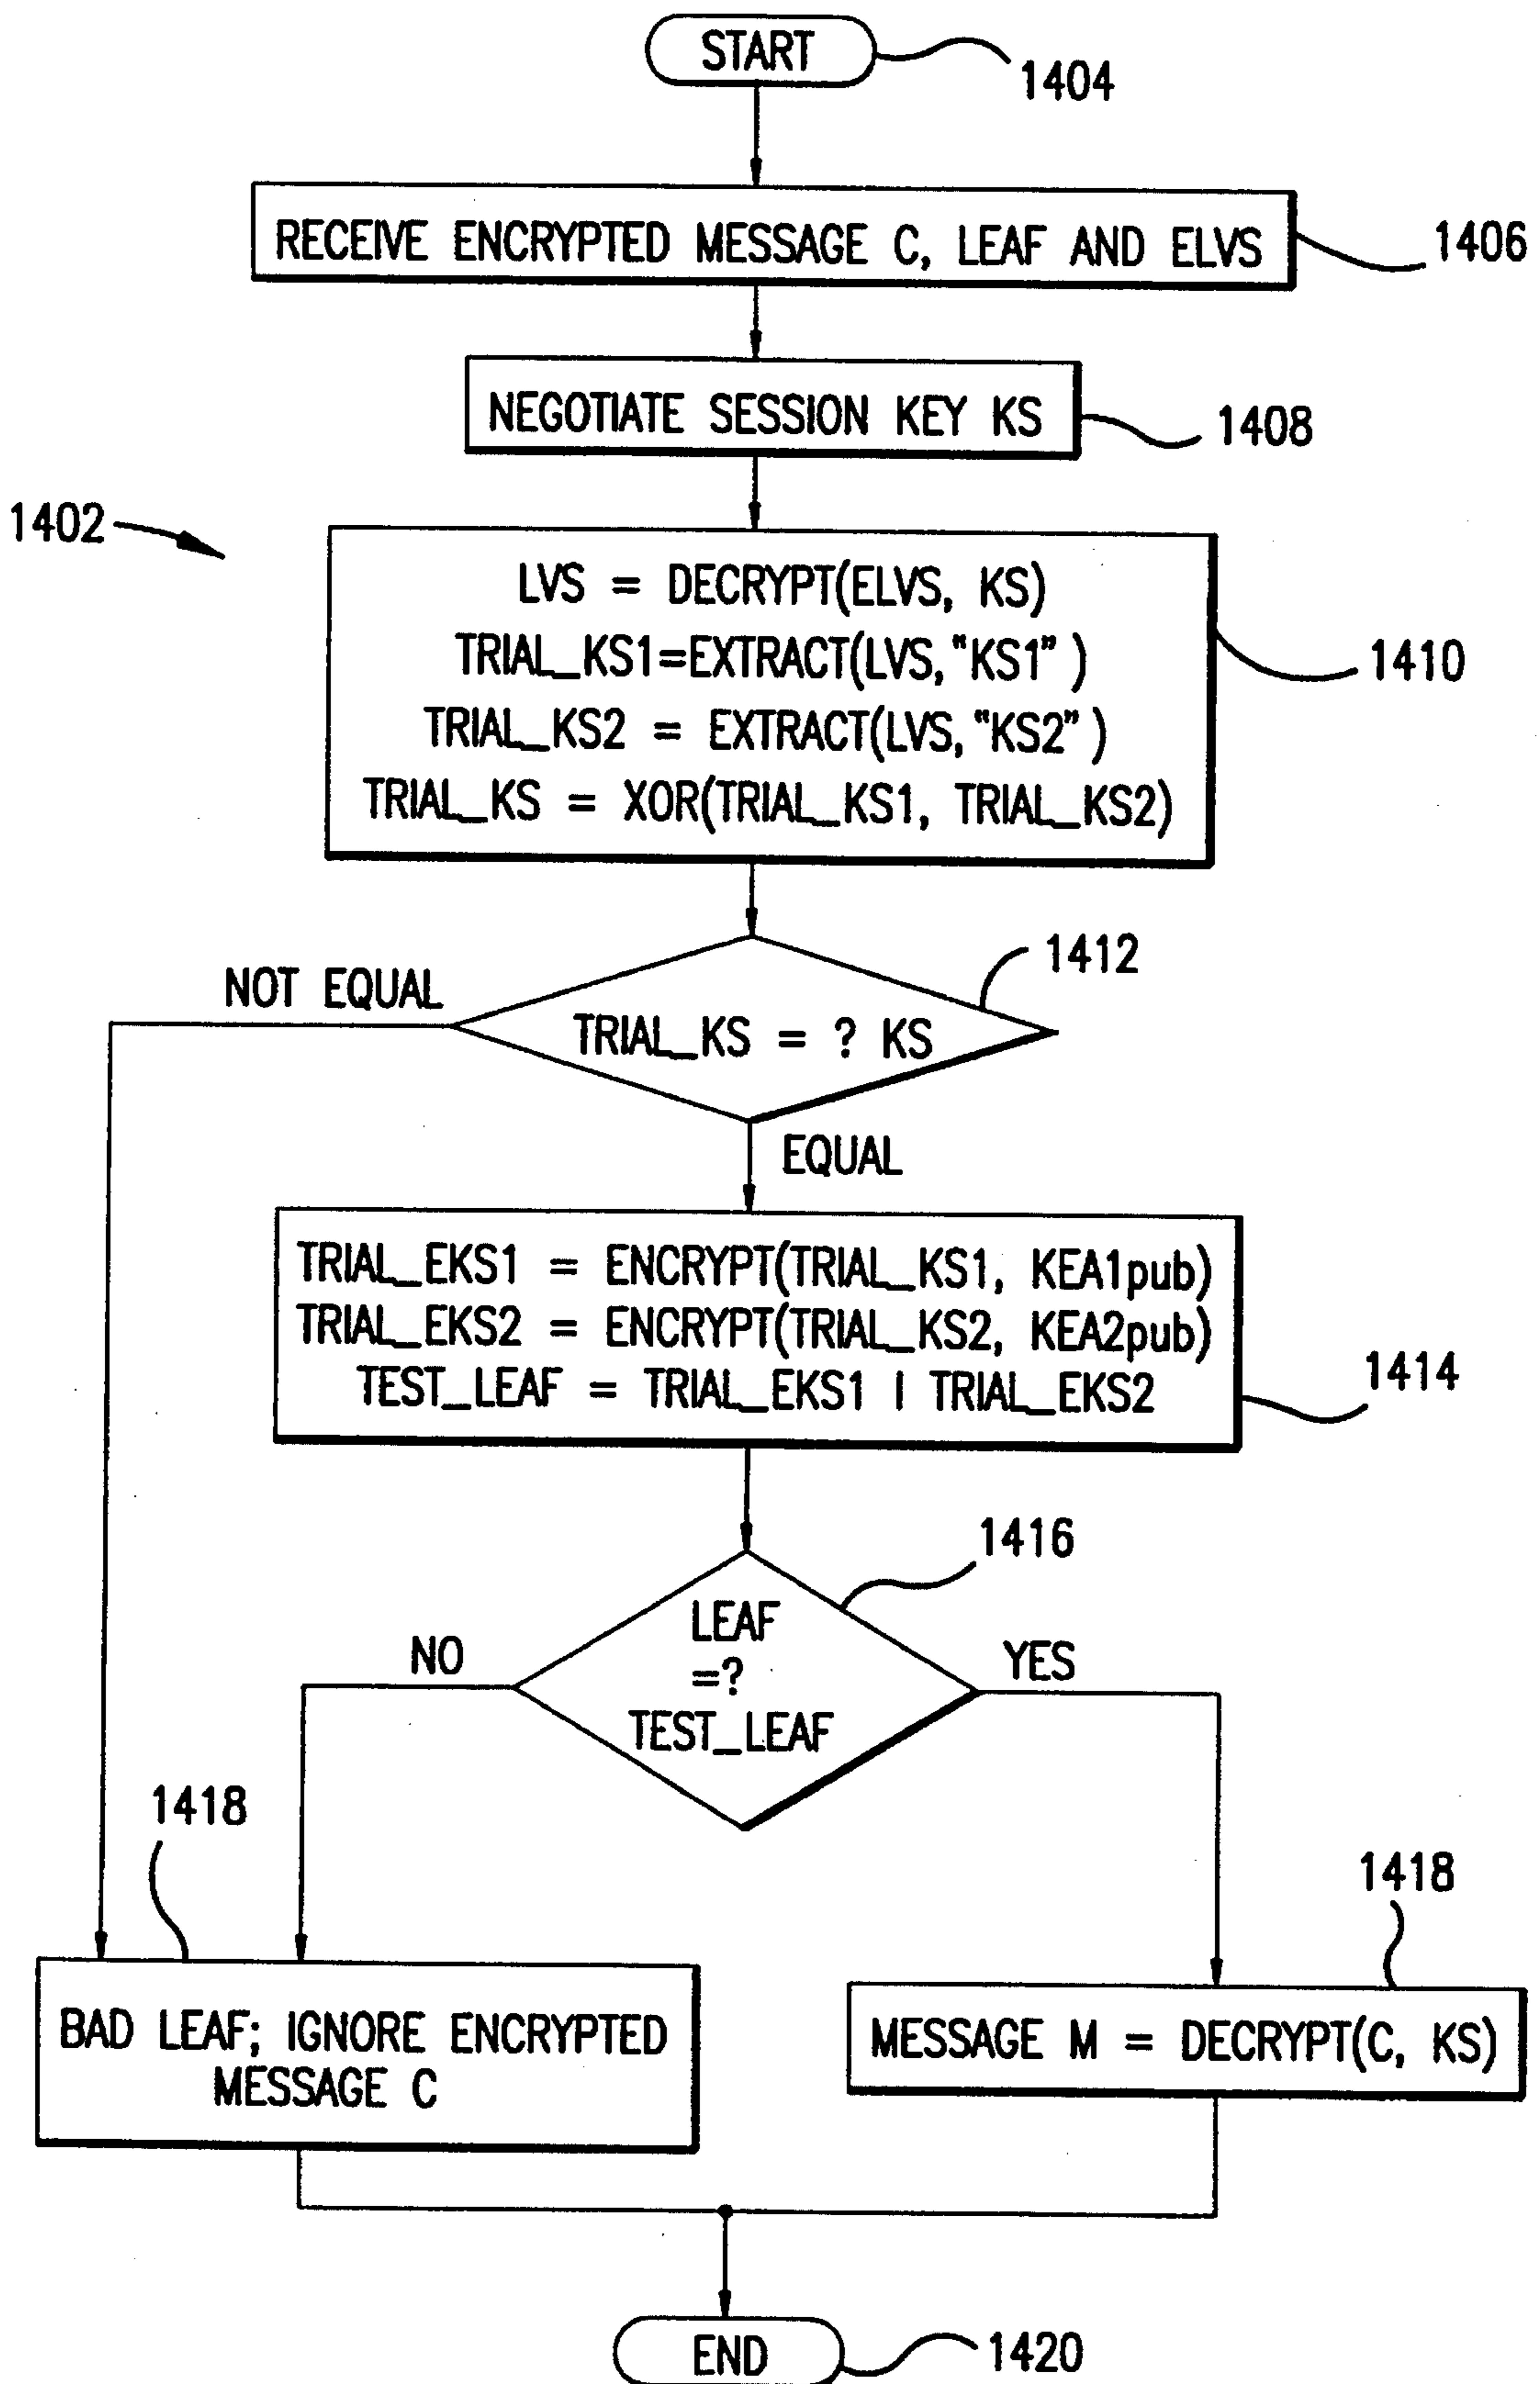 START
1404
RECEIVE ENCRYPTED MESSAGE C, LEAF AND ELVS
1406
NEGOTIATE SESSION KEY KS
1408
1402
LVS = DECRYPT(ELVS, KS)
TRIAL_KS1=EXTRACT(LVS,"KS1")
TRIAL_KS2 = EXTRACT(LVS,"KS2")
TRIAL_KS = XOR(TRIAL_KS1, TRIAL_KS2)
1410
1412
NOT EQUAL
TRIAL_KS = ? KS
EQUAL
TRIAL_EKS1 = ENCRYPT(TRIAL_KS1, KEA1pub)
TRIAL_EKS2 = ENCRYPT(TRIAL_KS2, KEA2pub)
TEST_LEAF = TRIAL_EKS1 | TRIAL_EKS2
1414
1416
LEAF
=?
TEST_LEAF
NO
YES
1418
1418
BAD LEAF; IGNORE ENCRYPTED
MESSAGE C
MESSAGE M = DECRYPT(C, KS)
END
1420